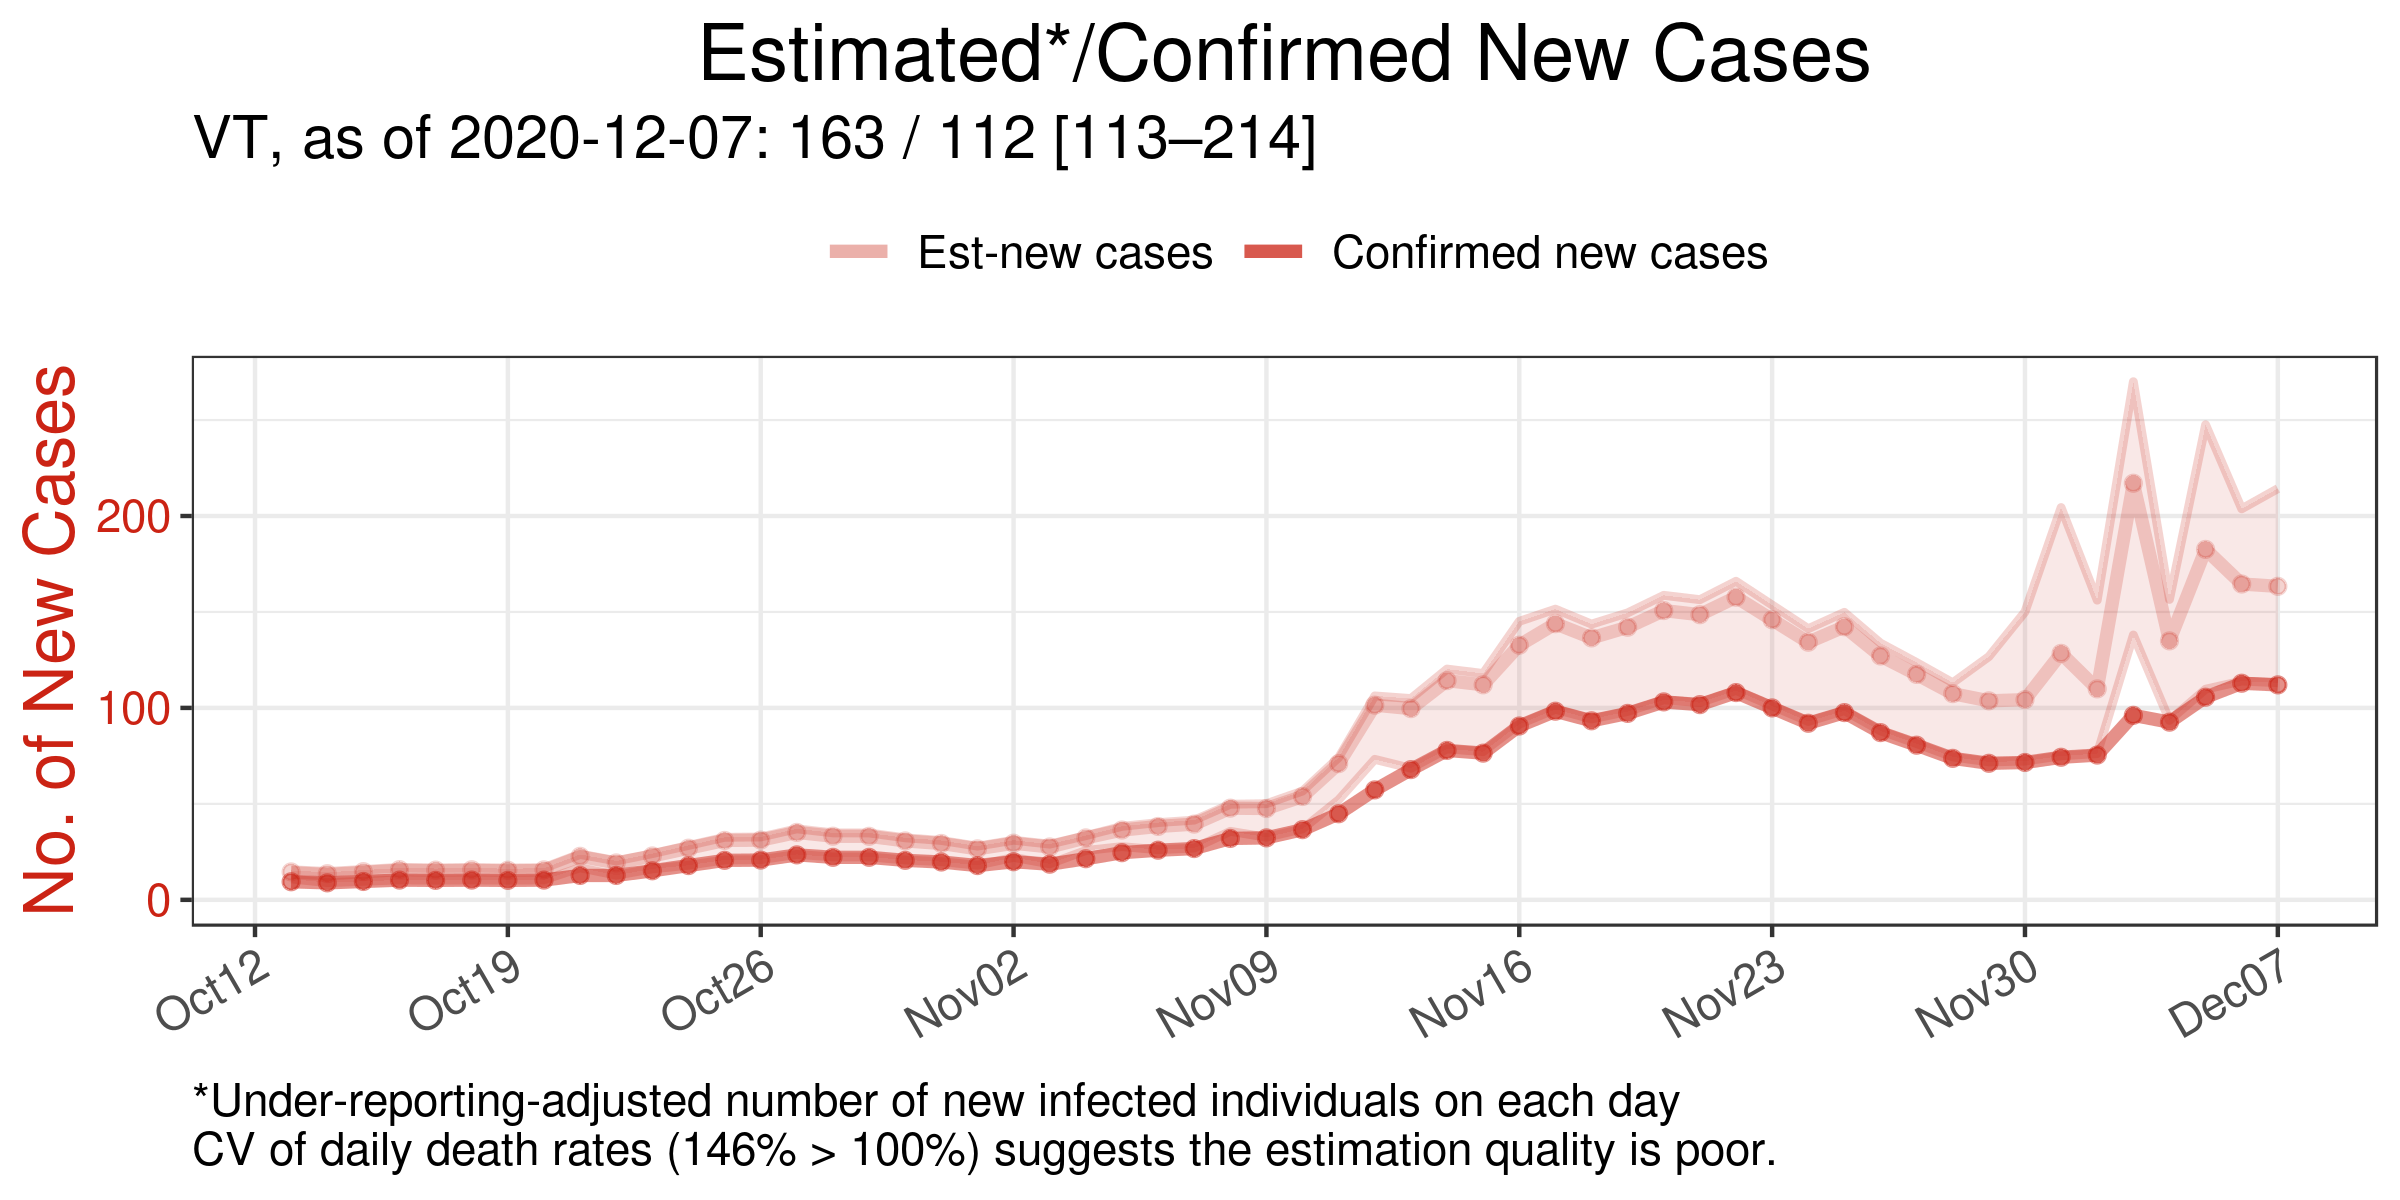 Estimated*/Confirmed New Cases
VT, as of 2020-12-07: 163 / 112 [113–214]
Est-new cases
Confirmed new cases
No. of New Cases
200
100
0
Oct12
Oct19
Oct26
Nov02
Nov09
Nov16
Nov23
Nov30
Dec07
*Under-reporting-adjusted number of new infected individuals on each day
CV of daily death rates (146% > 100%) suggests the estimation quality is poor.